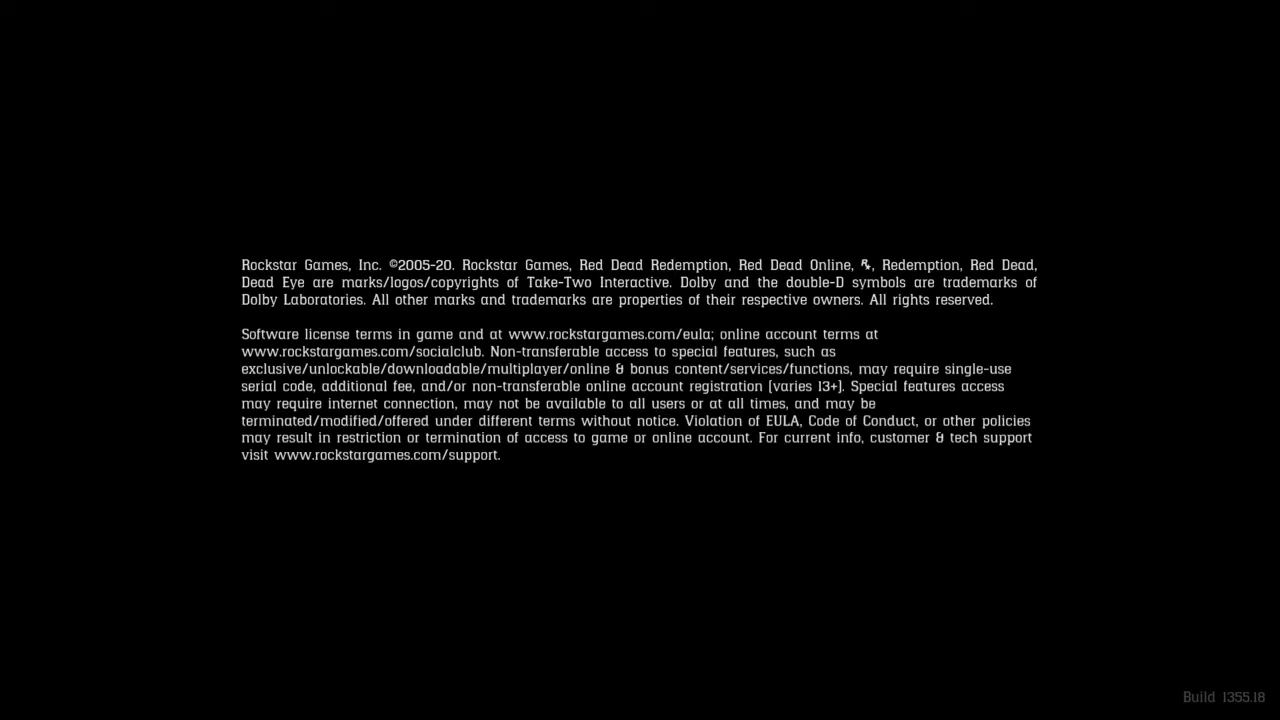 Rockstar Games, Inc. ©2005-20. Rockstar Games, Red Dead Redemption, Red Dead Online, , Redemption, Red Dead,
Dead Eye are marks/logos/copyrights of Take-Two Interactive. Dolby and the double-D symbols are trademarks of
Dolby Laboratories. All other marks and trademarks are properties of their respective owners. All rights reserved.
Software license terms in game and at www.rockstargames.com/eula; online account terms at
www.rockstargames.com/socialclub. Non-transferable access to special features, such as
exclusive/unlockable/downloadable/multiplayer/online & bonus content/services/functions, may require single-use
serial code, additional fee, and/or non-transferable online account registration (varies 13+). Special features access
may require internet connection, may not be available to all users or at all times, and may be
terminated/modified/offered under different terms without notice. Violation of EULA, Code of Conduct, or other policies
may result in restriction or termination of access to game or online account. For current info, customer & tech support
visit www.rockstargames.com/support.
Build 1355.18